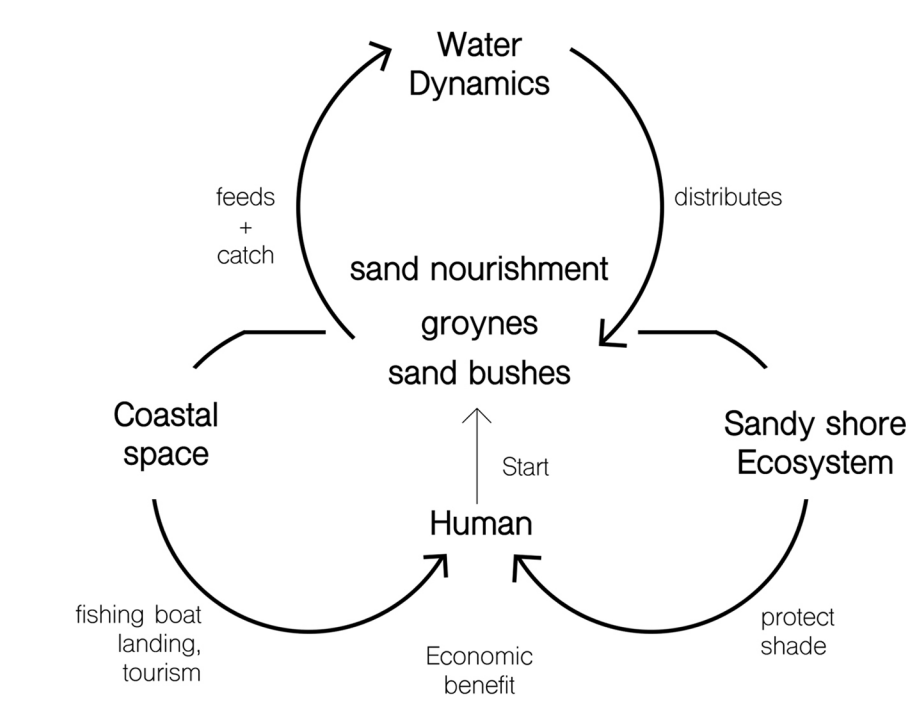 Water
Dynamics
feeds
+
catch
distributes
sand nourishment
groynes
sand bushes
Coastal
space
Sandy shore
Ecosystem
Start
Human
fishing boat
landing,
tourism
Economic
benefit
protect
shade